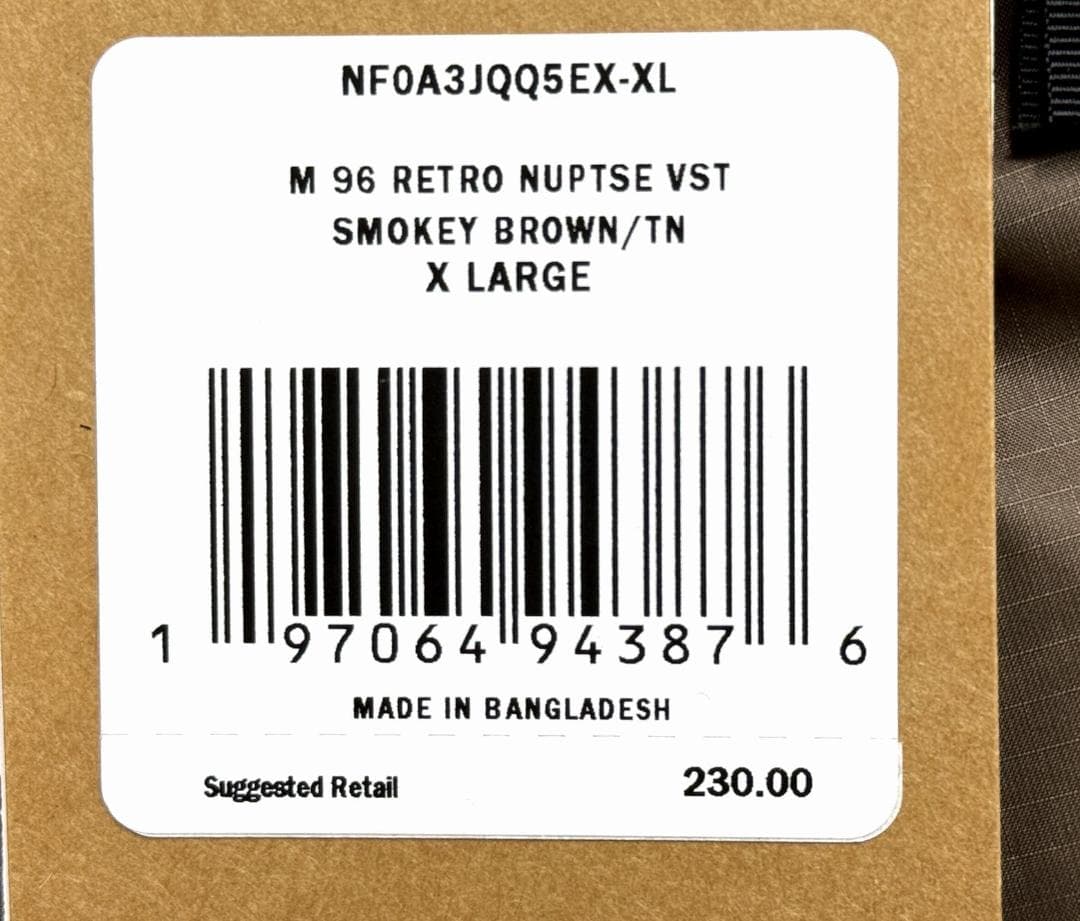 NF0A3JQQ5EX-XL
M 96 RETRO NUPTSE VST
SMOKEY BROWN/TN
X LARGE
1 97064 94387 6
MADE IN BANGLADESH
Suggested Retail 230.00